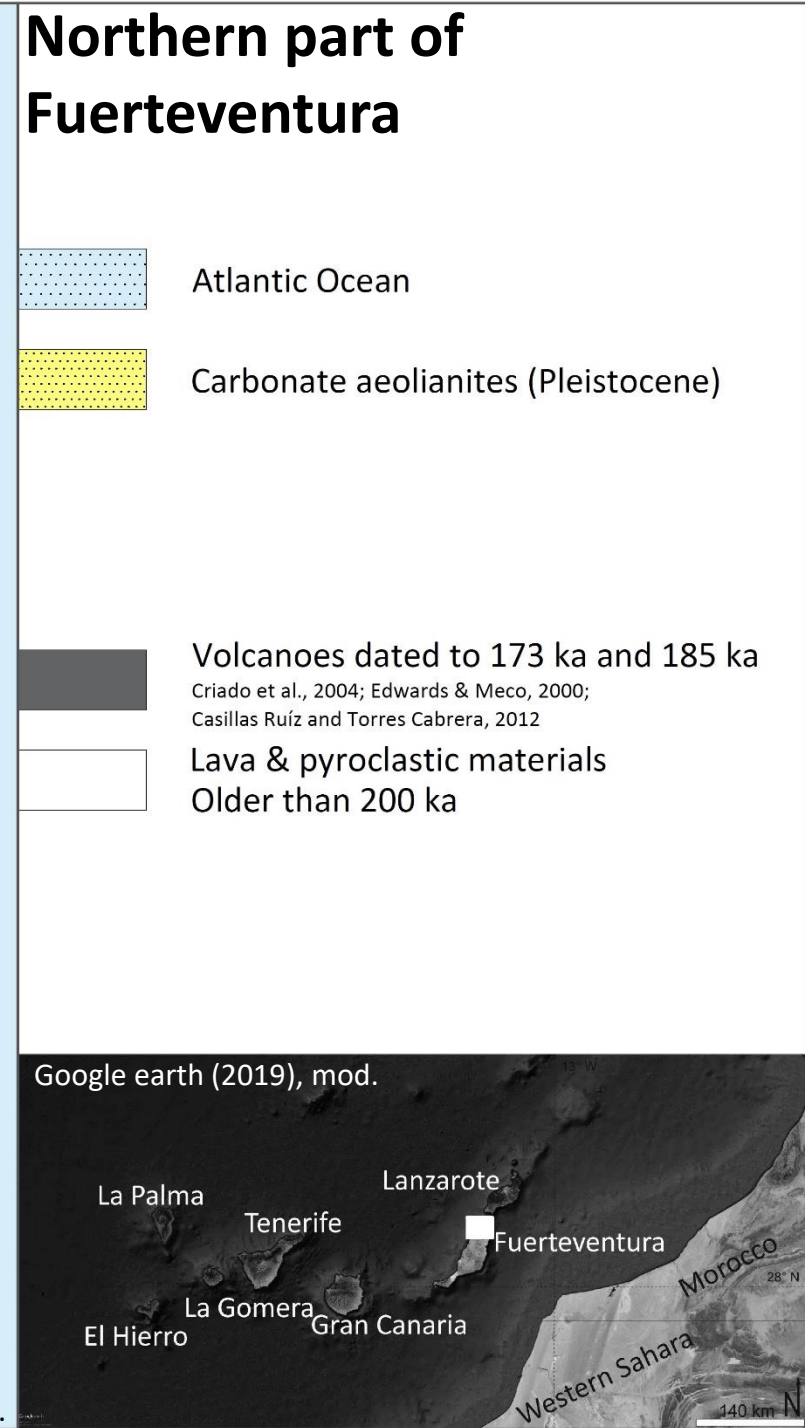 Northern part of
Fuerteventura
Atlantic Ocean
Carbonate aeolianites (Pleistocene)
Volcanoes dated to 173 ka and 185 ka
Criado et al., 2004; Edwards & Meco, 2000;
Casillas Ruíz and Torres Cabrera, 2012
Lava & pyroclastic materials
Older than 200 ka
Google earth (2019), mod.
13° W
Lanzarote
La Palma
Tenerife
Fuerteventura
Morocco
28° N
La Gomera
Gran Canaria
El Hierro
Western Sahara
140 km
N